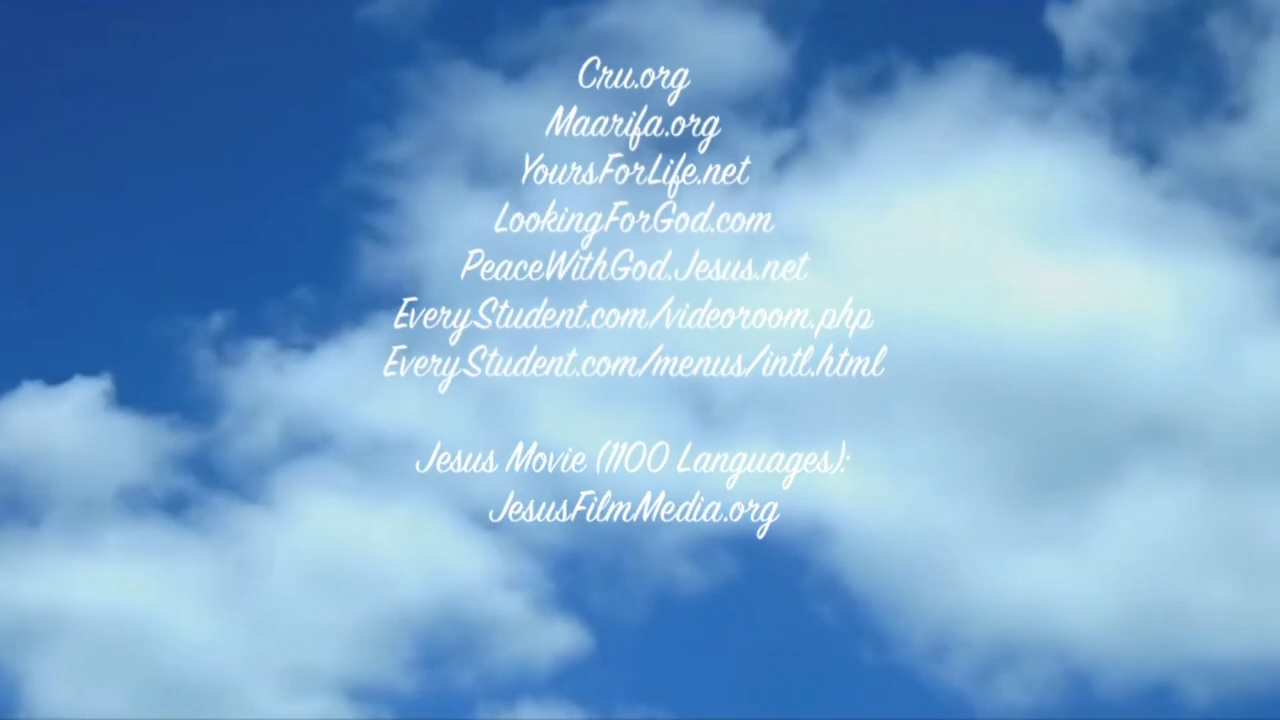 Cru.org
Maarifa.org
YoursForLife.net
LookingForGod.com
PeaceWithGod.Jesus.net
EveryStudent.com/videoroom.php
EveryStudent.com/menus/intl.html
Jesus Movie (1100 Languages):
JesusFilmMedia.org